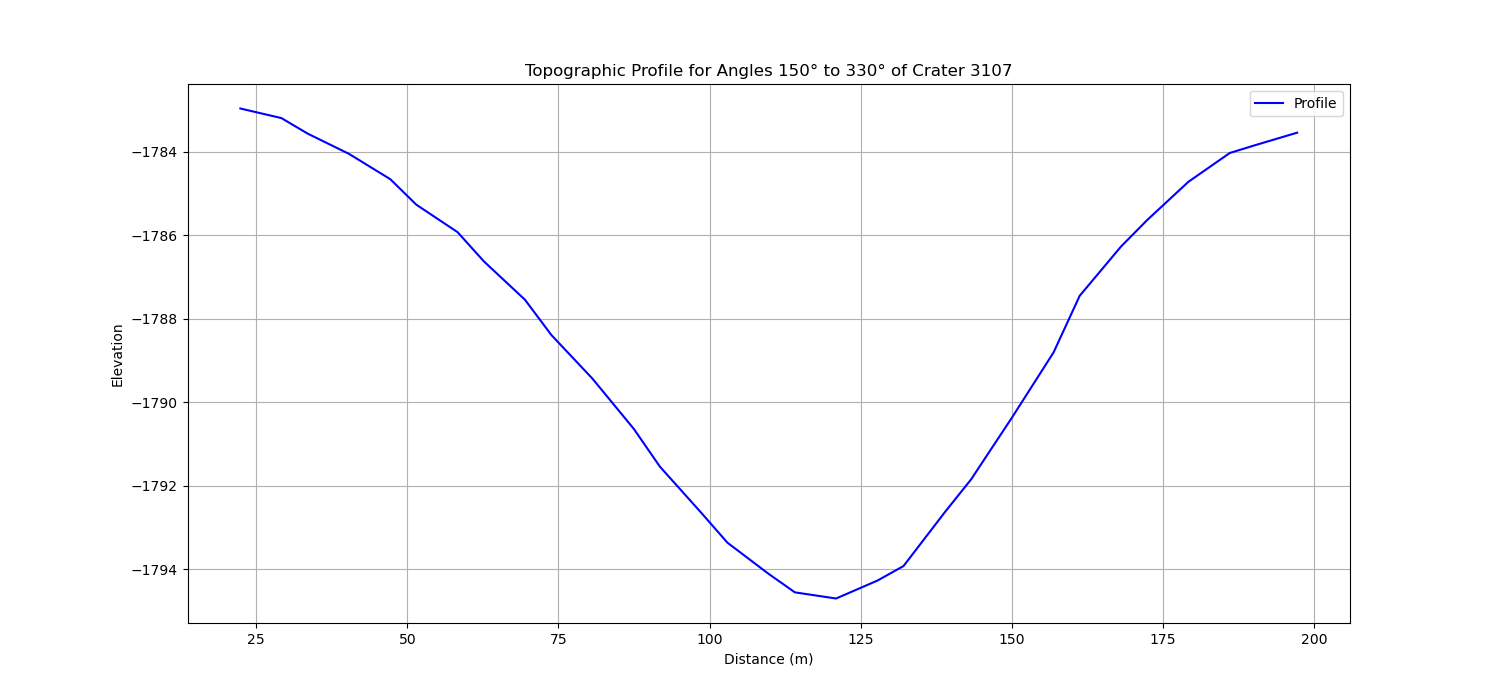 Topographic Profile for Angles 150° to 330° of Crater 3107
Profile
−1784
−1786
−1788
−1790
−1792
−1794
Elevation
25 50 75 100 125 150 175 200
Distance (m)